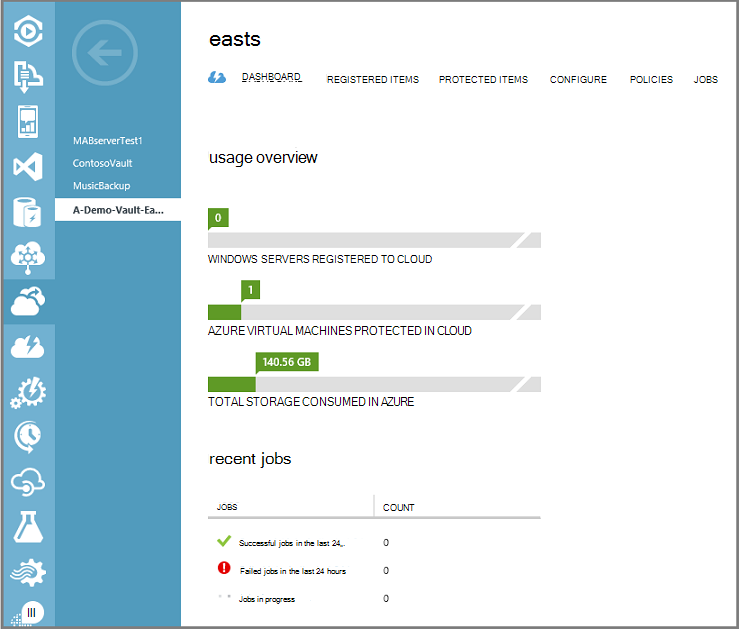 easts
DASHBOARD REGISTERED ITEMS PROTECTED ITEMS CONFIGURE POLICIES JOBS
MABserverTest1
ContosoVault
MusicBackup
A-Demo-Vault-Ea...
usage overview
0
WINDOWS SERVERS REGISTERED TO CLOUD
1
AZURE VIRTUAL MACHINES PROTECTED IN CLOUD
140.56 GB
TOTAL STORAGE CONSUMED IN AZURE
recent jobs
JOBS COUNT
Successful jobs in the last 24... 0
Failed jobs in the last 24 hours 0
Jobs in progress 0